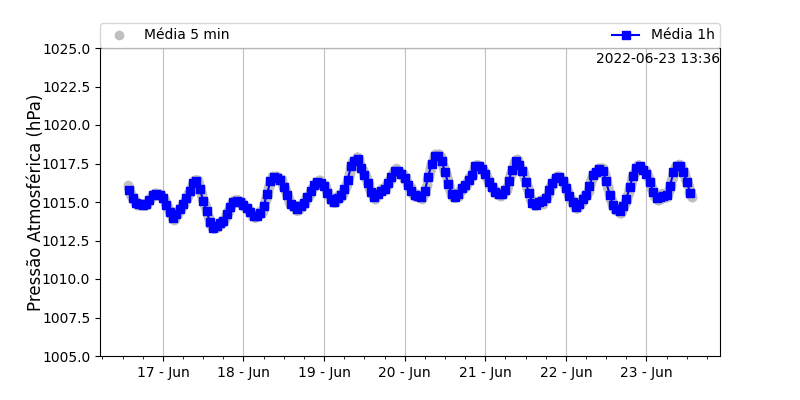 Média 5 min
Média 1h
2022-06-23 13:36
Pressão Atmosférica (hPa)
1025.0
1022.5
1020.0
1017.5
1015.0
1012.5
1010.0
1007.5
1005.0
17 - Jun
18 - Jun
19 - Jun
20 - Jun
21 - Jun
22 - Jun
23 - Jun